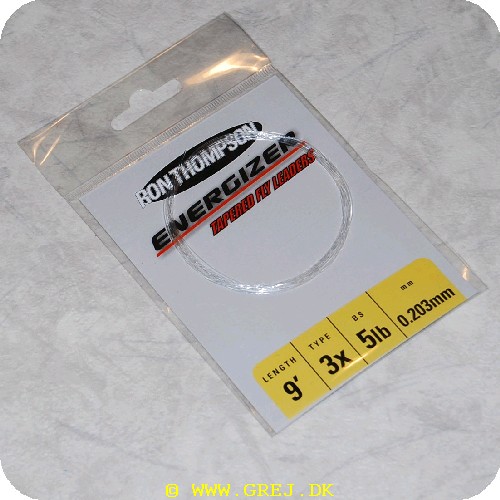 RON THOMPSON
ENERGIZER
TAPERED FLY LEADERS
LENGTH TYPE BS mm
9' 3x 5lb 0.203mm
© WWW.GREJ.DK